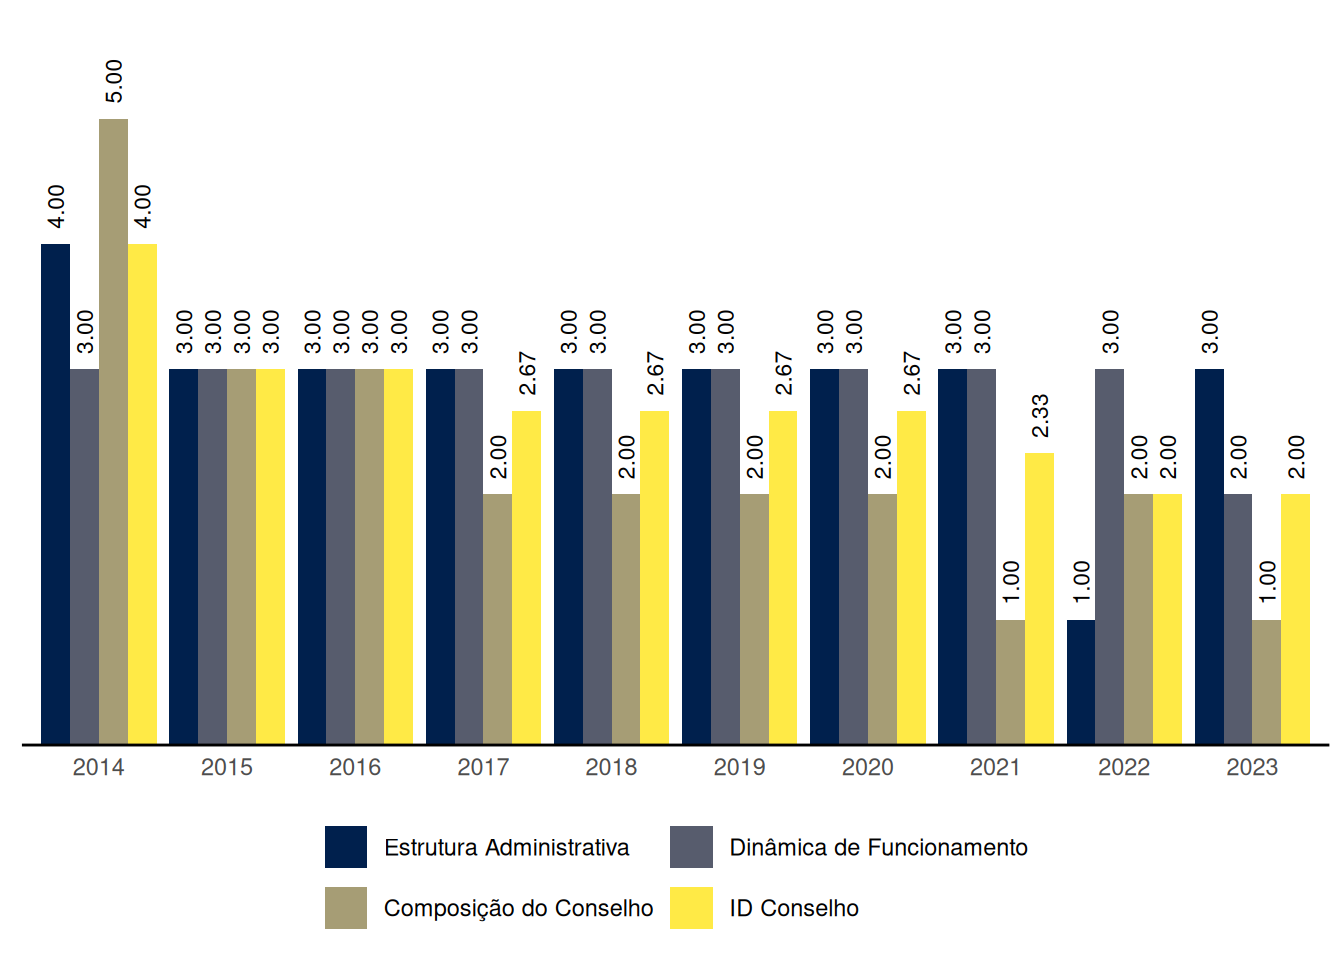 4.00 3.00 5.00 4.00
3.00 3.00 3.00 3.00
3.00 3.00 3.00 3.00
3.00 3.00 2.00 2.67
3.00 3.00 2.00 2.67
3.00 3.00 2.00 2.67
3.00 3.00 2.00 2.67
3.00 3.00 1.00 2.33
1.00 3.00 2.00 2.00
3.00 2.00 1.00 2.00
2014 2015 2016 2017 2018 2019 2020 2021 2022 2023
Estrutura Administrativa Dinâmica de Funcionamento
Composição do Conselho ID Conselho